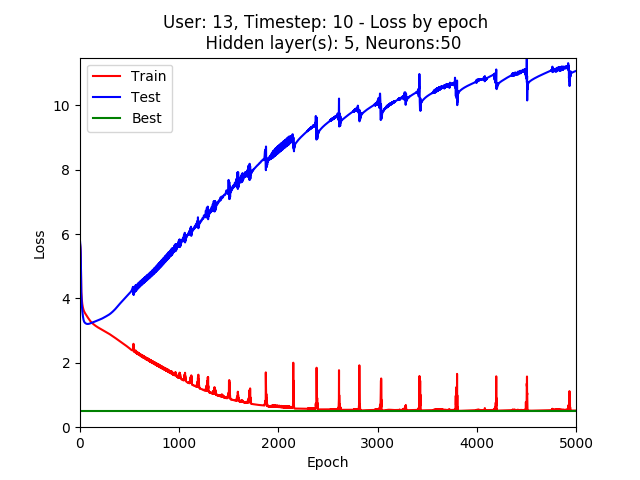 User: 13, Timestep: 10 - Loss by epoch
Hidden layer(s): 5, Neurons:50
Train
Test
Best
10
8
6
4
2
0
Loss
0 1000 2000 3000 4000 5000
Epoch